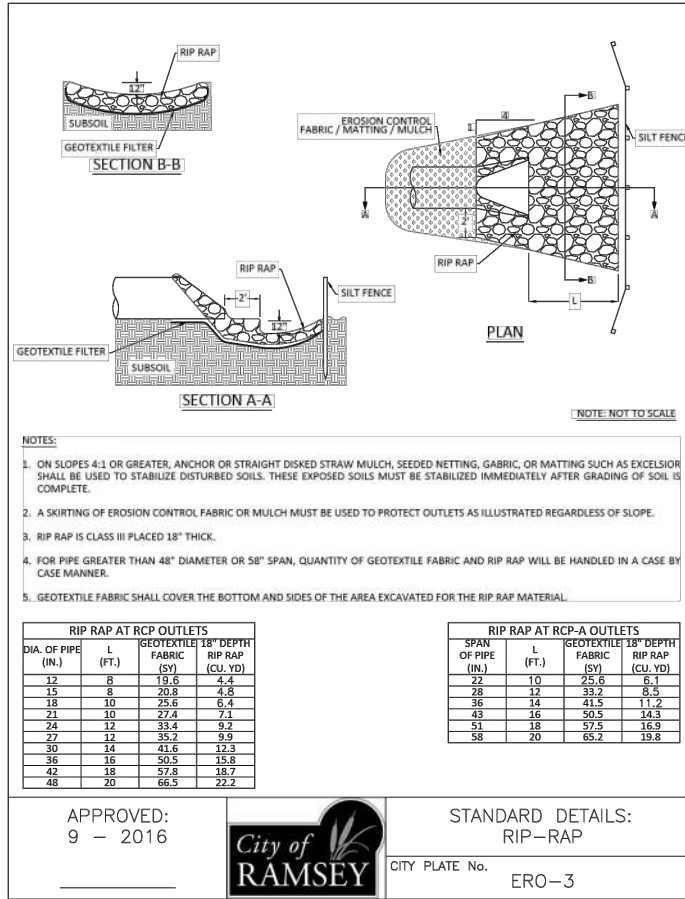 RIP RAP
12"
SUBSOIL
GEOTEXTILE FILTER
SECTION B-B
EROSION CONTROL
FABRIC / MATTING / MULCH
1
4
B
SILT FENCE
A
A
2'
RIP RAP
B
L
PLAN
RIP RAP
2'
SILT FENCE
12"
GEOTEXTILE FILTER
SUBSOIL
SECTION A-A
NOTE: NOT TO SCALE
NOTES:
1. ON SLOPES 4:1 OR GREATER, ANCHOR OR STRAIGHT DISKED STRAW MULCH, SEEDED NETTING, GABRIC, OR MATTING SUCH AS EXCELSIOR
SHALL BE USED TO STABILIZE DISTURBED SOILS. THESE EXPOSED SOILS MUST BE STABILIZED IMMEDIATELY AFTER GRADING OF SOIL IS
COMPLETE.
2. A SKIRTING OF EROSION CONTROL FABRIC OR MULCH MUST BE USED TO PROTECT OUTLETS AS ILLUSTRATED REGARDLESS OF SLOPE.
3. RIP RAP IS CLASS III PLACED 18" THICK.
4. FOR PIPE GREATER THAN 48" DIAMETER OR 58" SPAN, QUANTITY OF GEOTEXTILE FABRIC AND RIP RAP WILL BE HANDLED IN A CASE BY
CASE MANNER.
5. GEOTEXTILE FABRIC SHALL COVER THE BOTTOM AND SIDES OF THE AREA EXCAVATED FOR THE RIP RAP MATERIAL.
RIP RAP AT RCP OUTLETS
DIA. OF PIPE (IN.) L (FT.) GEOTEXTILE FABRIC (SY) 18" DEPTH RIP RAP (CU. YD)
12 8 19.6 4.4
15 8 20.8 4.8
18 10 25.6 6.4
21 10 27.4 7.1
24 12 33.4 9.2
27 12 35.2 9.9
30 14 41.6 12.3
36 16 50.5 15.8
42 18 57.8 18.7
48 20 66.5 22.2
RIP RAP AT RCP-A OUTLETS
SPAN OF PIPE (IN.) L (FT.) GEOTEXTILE FABRIC (SY) 18" DEPTH RIP RAP (CU. YD)
22 10 25.6 6.1
28 12 33.2 8.5
36 14 41.5 11.2
43 16 50.5 14.3
51 18 57.5 16.9
58 20 65.2 19.8
APPROVED:
9 - 2016
City of
RAMSEY
STANDARD DETAILS:
RIP-RAP
CITY PLATE No.
ERO-3